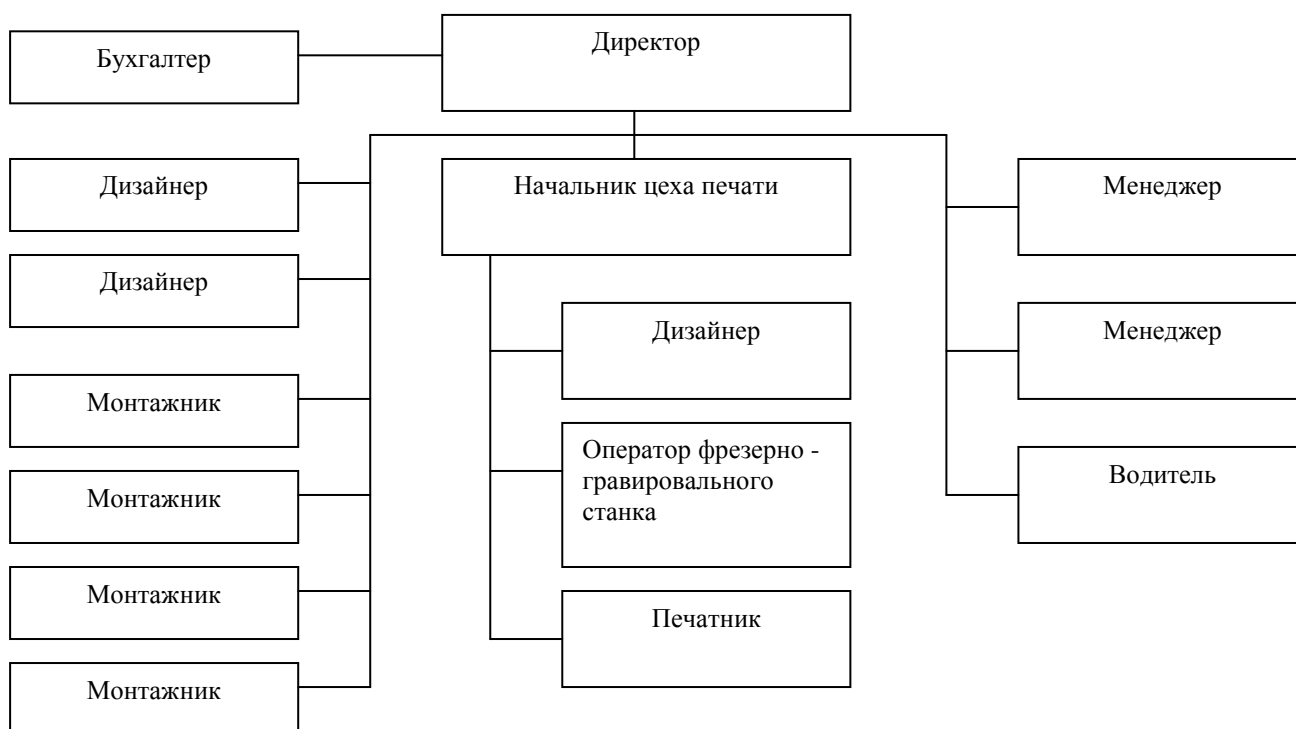 Бухгалтер
Директор
Дизайнер
Начальник цеха печати
Менеджер
Дизайнер
Дизайнер
Менеджер
Монтажник
Оператор фрезерно -
гравировального
станка
Монтажник
Водитель
Монтажник
Печатник
Монтажник